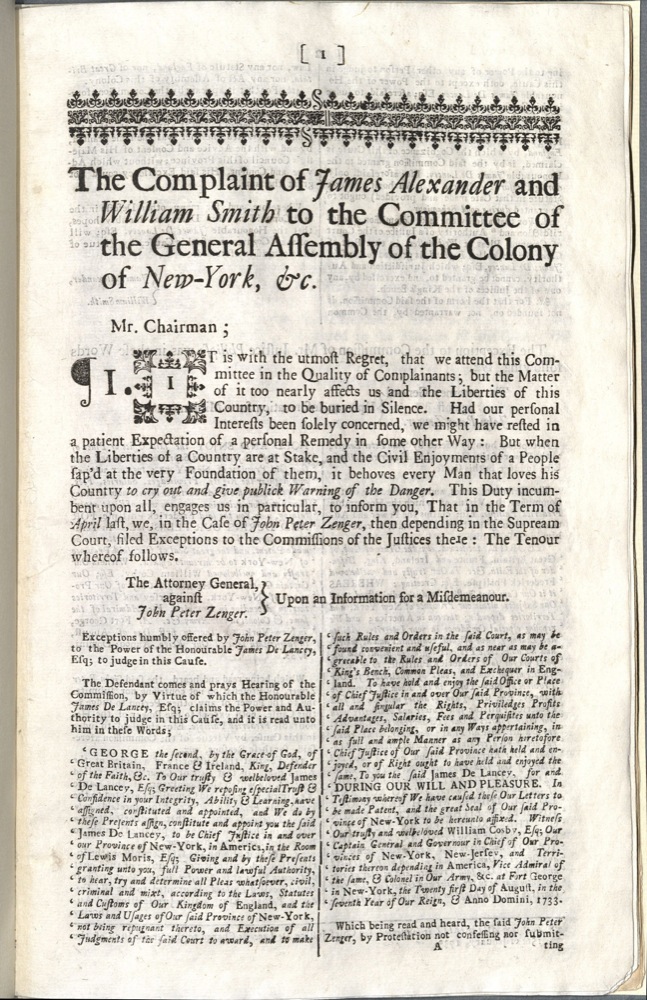 [ 1 ]
The Complaint of James Alexander and
William Smith to the Committee of
the General Aſſembly of the Colony
of New-York, &c.
Mr. Chairman ;
¶ I. IT is with the utmoſt Regret, that we attend this Com-
mittee in the Quality of Complainants ; but the Matter
of it too nearly affects us and the Liberties of this
Country, to be buried in Silence. Had our perſonal
Intereſts been ſolely concerned, we might have reſted in
a patient Expectation of a perſonal Remedy in ſome other Way : But when
the Liberties of a Country are at Stake, and the Civil Enjoyments of a People
ſap'd at the very Foundation of them, it behoves every Man that loves his
Country to cry out and give publick Warning of the Danger. This Duty incum-
bent upon all, engages us in particular, to inform you, That in the Term of
April laſt, we, in the Caſe of John Peter Zenger, then depending in the Supream
Court, filed Exceptions to the Commiſſions of the Juſtices there : The Tenour
whereof follows.
The Attorney General,
againſt
John Peter Zenger.
} Upon an Information for a Miſdemeanour.
Exceptions humbly offered by John Peter Zenger,
to the Power of the Honourable James De Lancey,
Eſq; to judge in this Cauſe.
The Defendant comes and prays Hearing of the
Commiſſion, by Virtue of which the Honourable
James De Lancey, Eſq; claims the Power and Au-
thority to judge in this Cauſe, and it is read unto
him in theſe Words;
‘ GEORGE the ſecond, by the Grace of God, of
‘ Great Britain, France & Ireland, King, Defender
‘ of the Faith, &c. To Our truſty & welbeloved James
‘ De Lancey, Eſq; Greeting We repoſing eſpecial Truſt &
‘ Confidence in your Integrity, Ability & Learning, have
‘ aſſigned, conſtituted and appointed, and We do by
‘ theſe Preſents aſſign, conſtitute and appoint you the ſaid
‘ James De Lancey, to be Chief Juſtice in and over
‘ our Province of New-York, in America, in the Room
‘ of Lewis Moris, Eſq; Giving and by theſe Preſents
‘ granting unto you, full Power and lawful Authority,
‘ to hear, try and determine all Pleas whatſoever, civil,
‘ criminal and mixt, according to the Laws, Statutes
‘ and Cuſtoms of Our Kingdom of England, and the
‘ Laws and Uſages of Our ſaid Province of New-York,
‘ not being repugnant thereto, and Execution of all
‘ Judgments of the ſaid Court to award, and to make
‘ ſuch Rules and Orders in the ſaid Court, as may be
‘ found convenient and uſeful, and as near as may be a-
‘ greeable to the Rules and Orders of Our Courts of
‘ King's Bench, Common Pleas, and Exchequer in Eng-
‘ land. To have hold and enjoy the ſaid Office or Place
‘ of Chief Juſtice in and over Our ſaid Province, with
‘ all and ſingular the Rights, Priviledges Profits
‘ Advantages, Salaries, Fees and Perquiſites unto the
‘ ſaid Place belonging, or in any Ways appertaining, in
‘ as full and ample Manner as any Perſon heretofore
‘ Chief Juſtice of Our ſaid Province hath held and en-
‘ joyed, or of Right ought to have held and enjoyed the
‘ ſame, To you the ſaid James De Lancey, for and
‘ DURING OUR WILL AND PLEASURE. In
‘ Teſtimony whereof We have cauſed theſe Our Letters to
‘ be made Patent, and the great Seal of Our ſaid Pro-
‘ vince of New-York to be hereunto affixed. Witneſs
‘ Our truſty and welbeloved William Cosby, Eſq; Our
‘ Captain General and Governour in Chief of Our Pro-
‘ vinces of New-York, New-Jerſey, and Terri-
‘ tories thereon depending in America, Vice Admiral of
‘ the ſame, & Colonel in Our Army, &c. at Fort George
‘ in New-York, the Twenty firſt Day of Auguſt, in the
‘ ſeventh Year of Our Reign, & Anno Domini, 1733.
Which being read and heard, the ſaid John Peter
Zenger, by Proteſtation not confeſſing nor ſubmit-
A ting